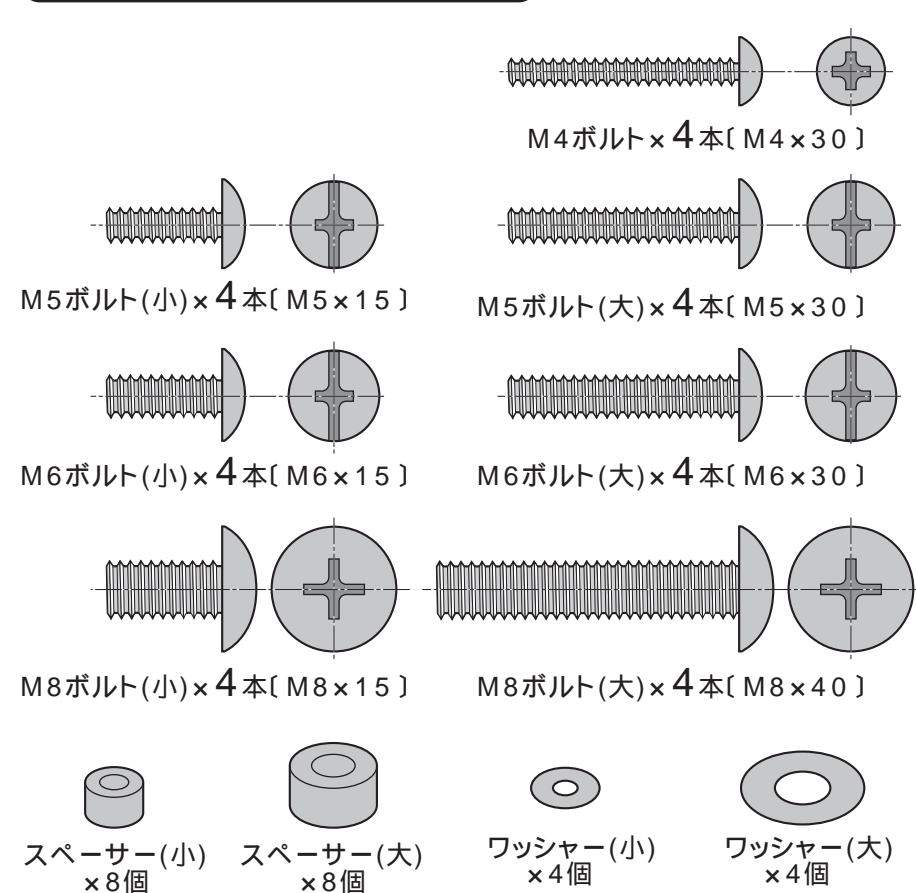 M4ボルト×4本〔M4×30〕
M5ボルト(小)×4本〔M5×15〕
M5ボルト(大)×4本〔M5×30〕
M6ボルト(小)×4本〔M6×15〕
M6ボルト(大)×4本〔M6×30〕
M8ボルト(小)×4本〔M8×15〕
M8ボルト(大)×4本〔M8×40〕
スペーサー(小)
×8個
スペーサー(大)
×8個
ワッシャー(小)
×4個
ワッシャー(大)
×4個